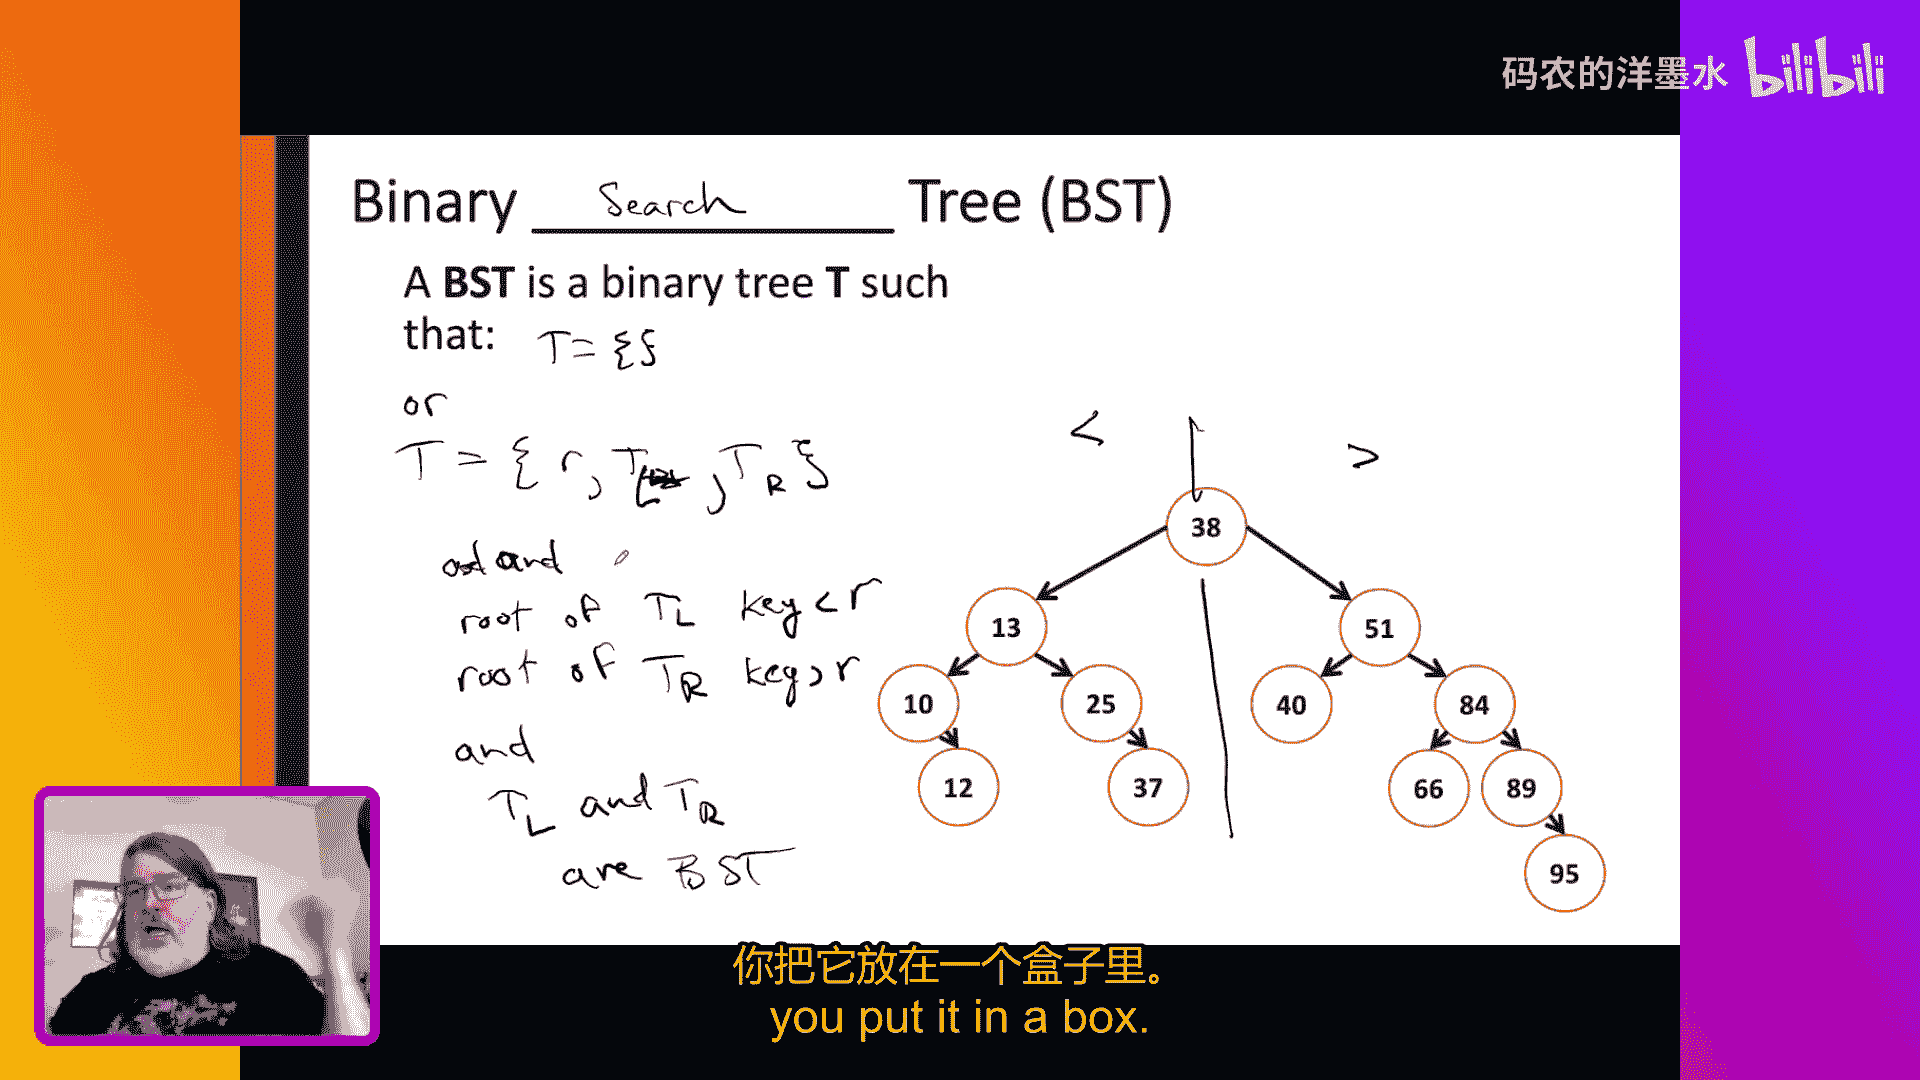 码农的洋墨水 bilibili
Binary Search Tree (BST)
A BST is a binary tree T such
that: T = {}
or
T = { r, TL, TR }
and
root of TL key < r
root of TR key > r
and
TL and TR
are BST
< >
38
13 51
10 25 40 84
12 37 66 89
95
你把它放在一个盒子里。
you put it in a box.